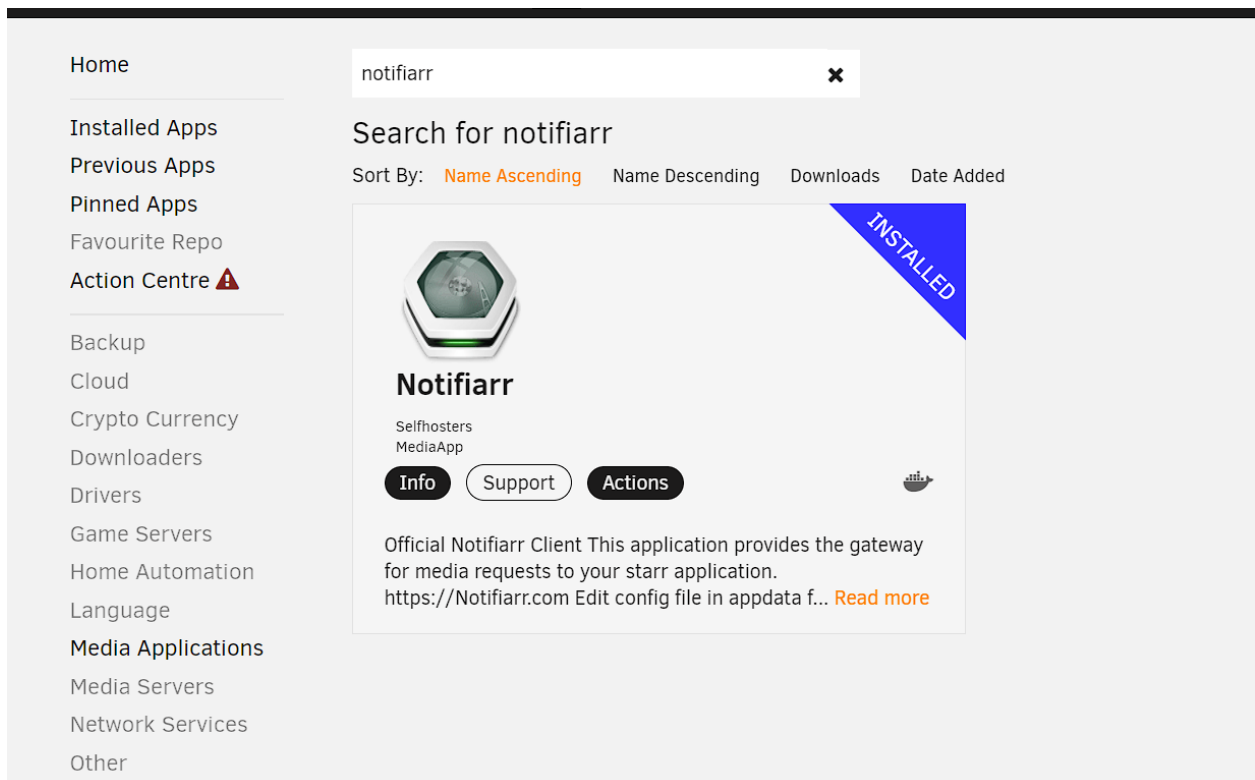 Home
Installed Apps
Previous Apps
Pinned Apps
Favourite Repo
Action Centre
Backup
Cloud
Crypto Currency
Downloaders
Drivers
Game Servers
Home Automation
Language
Media Applications
Media Servers
Network Services
Other
notifiarr
Search for notifiarr
Sort By: Name Ascending Name Descending Downloads Date Added
INSTALLED
Notifiarr
Selfhosters
MediaApp
Info Support Actions
Official Notifiarr Client This application provides the gateway
for media requests to your starr application.
https://Notifiarr.com Edit config file in appdata f... Read more